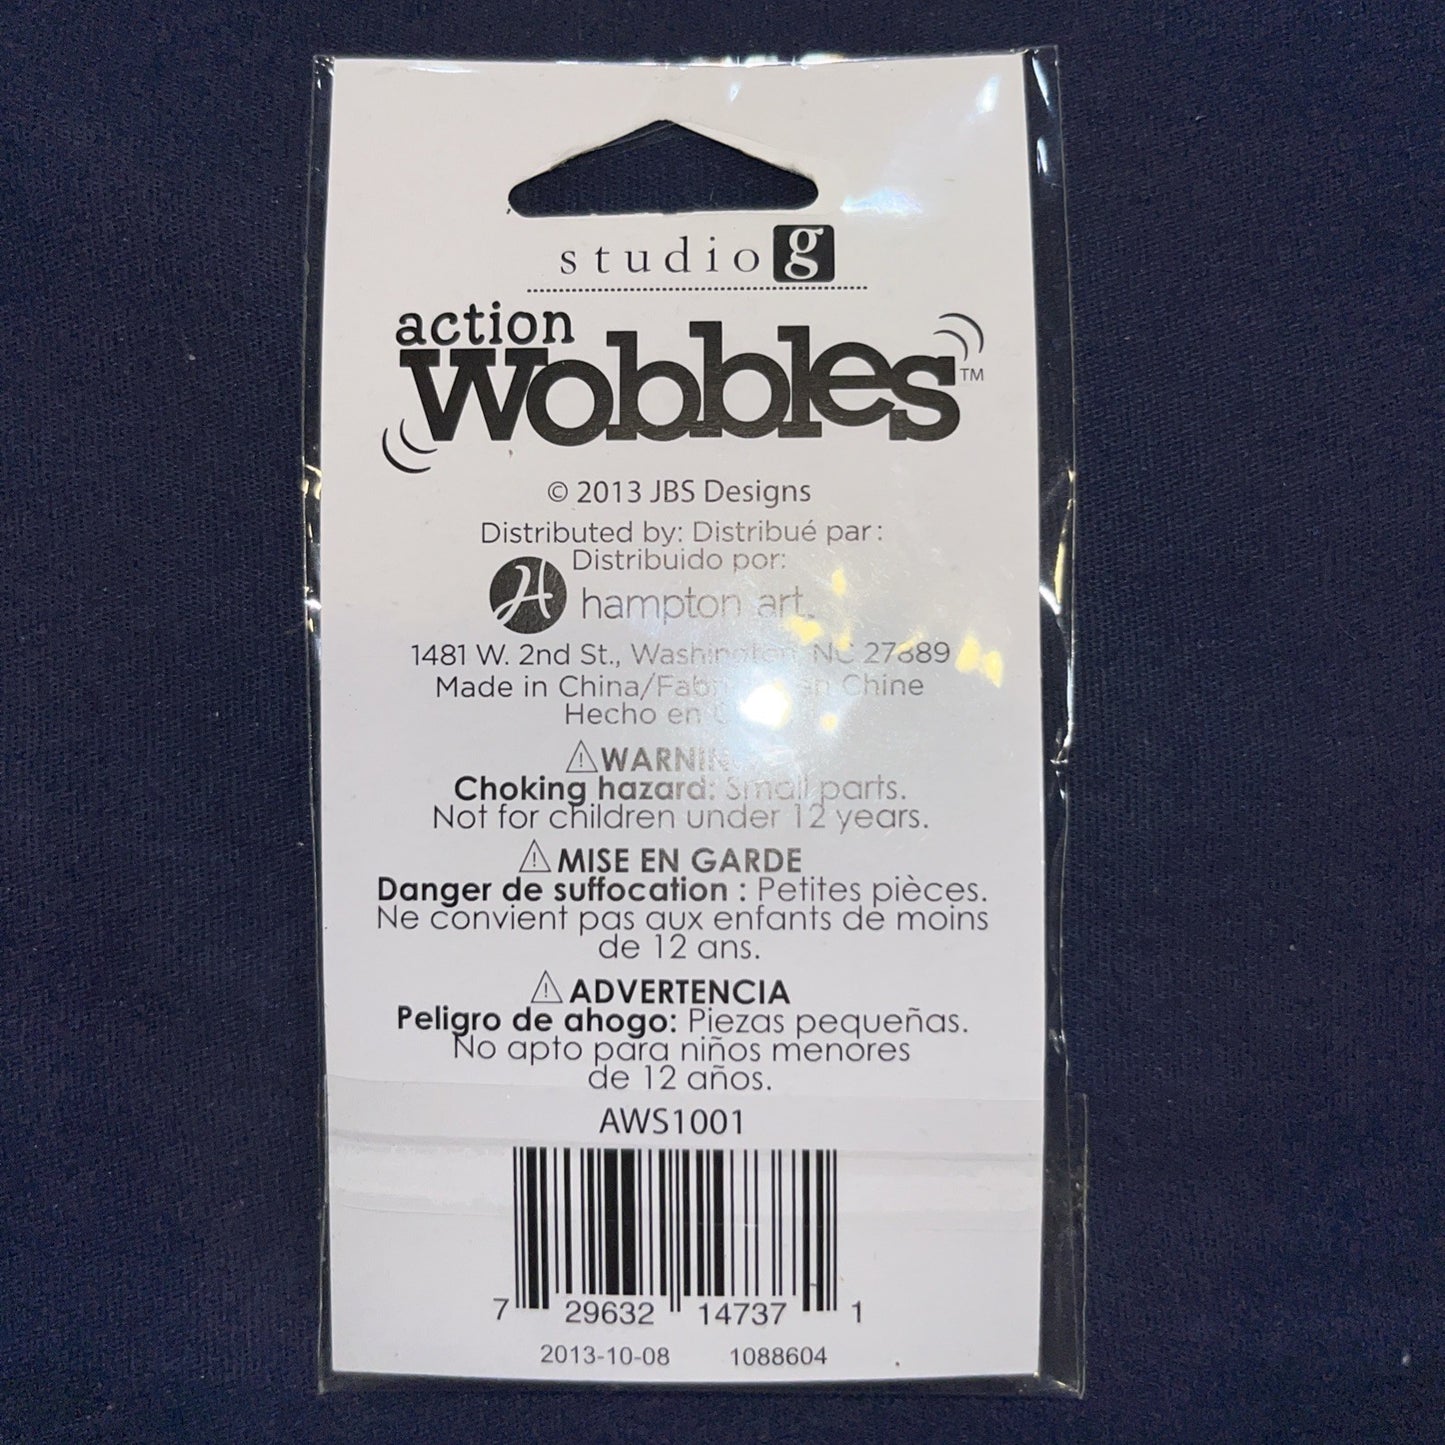 studio g
action
wobbles™
© 2013 JBS Designs
Distributed by: Distribué par :
Distribuido por:
H hampton art.
1481 W. 2nd St., Washington, NC 27889
Made in China/Fabriqué en Chine
Hecho en
⚠WARNING
Choking hazard: Small parts.
Not for children under 12 years.
⚠MISE EN GARDE
Danger de suffocation : Petites pièces.
Ne convient pas aux enfants de moins
de 12 ans.
⚠ADVERTENCIA
Peligro de ahogo: Piezas pequeñas.
No apto para niños menores
de 12 años.
AWS1001
7 29632 14737 1
2013-10-08 1088604